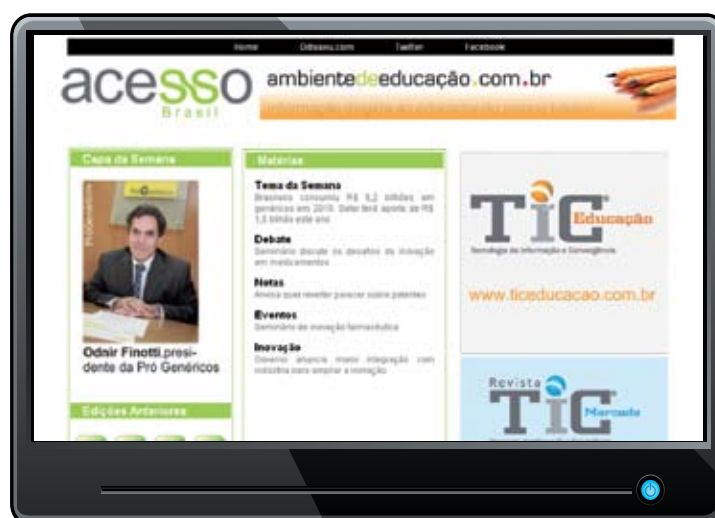 Home Odisseu.com Twitter Facebook
acesso
Brasil
ambientedeeducação.com.br
Capa da Semana
Progenéricos
Odnir Finotti,presi-
dente da Pró Genéricos
Edições Anteriores
Matérias
Tema da Semana
Brasileiro consumiu R$ 6,2 bilhões em
genéricos em 2010. Setor terá aporte de R$
1,5 bilhão este ano
Debate
Seminário discute os desafios da inovação
em medicamentos
Notas
Anvisa quer reverter parecer sobre patentes
Eventos
Seminário de inovação farmacêutica
Inovação
Governo anuncia maior integração com
indústria para ampliar a inovação
TIC
Educação
Tecnologia da Informação e Convergência.
www.ticeducacao.com.br
Revista
TIC
Mercado